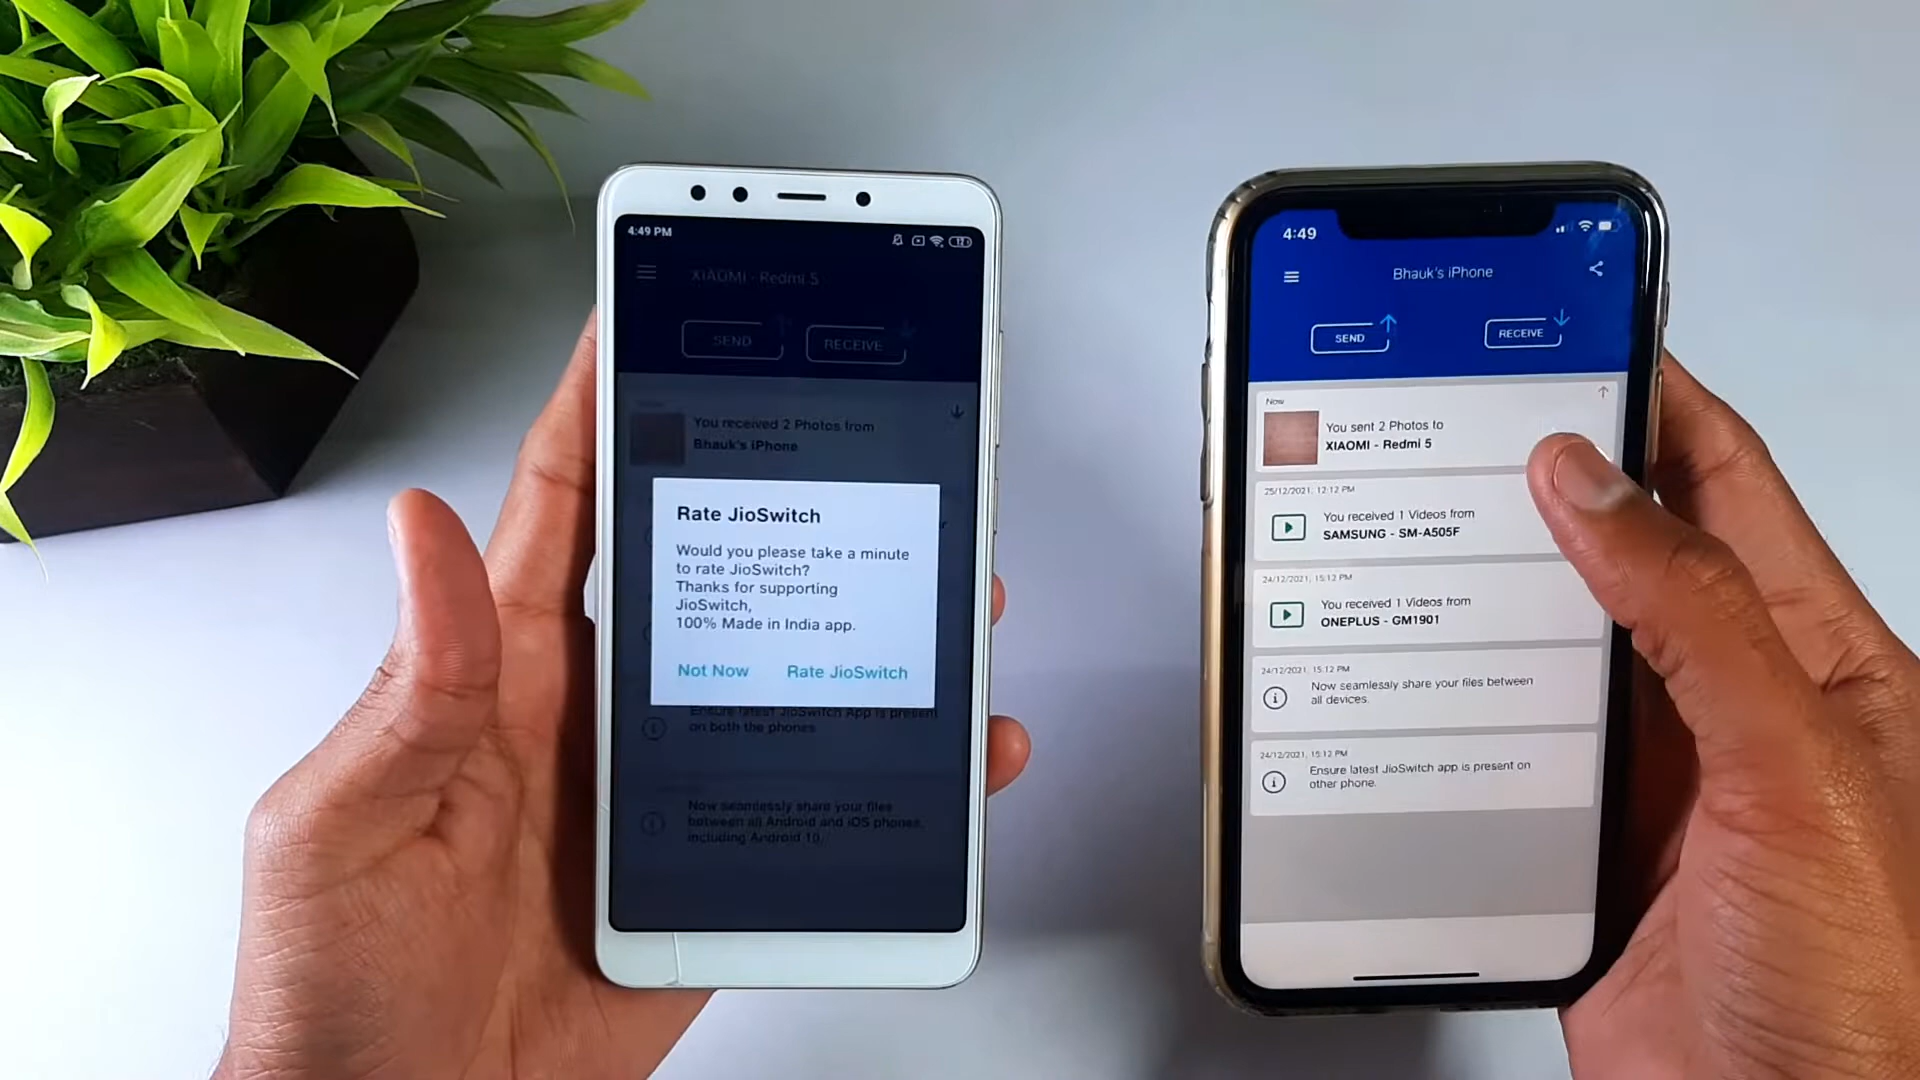 4:49 PM
12
XIAOMI - Redmi 5
SEND
RECEIVE
You received 2 Photos from
Bhauk's iPhone
Rate JioSwitch
Would you please take a minute
to rate JioSwitch?
Thanks for supporting
JioSwitch,
100% Made in India app.
Not Now
Rate JioSwitch
Ensure latest JioSwitch App is present
on both the phones
Now seamlessly share your files
between all Android and iOS phones,
including Android 10.
4:49
Bhauk's iPhone
SEND
RECEIVE
Now
You sent 2 Photos to
XIAOMI - Redmi 5
25/12/2021, 12:12 PM
You received 1 Videos from
SAMSUNG - SM-A505F
24/12/2021, 15:12 PM
You received 1 Videos from
ONEPLUS - GM1901
24/12/2021, 15:12 PM
Now seamlessly share your files between
all devices.
24/12/2021, 15:12 PM
Ensure latest JioSwitch app is present on
other phone.